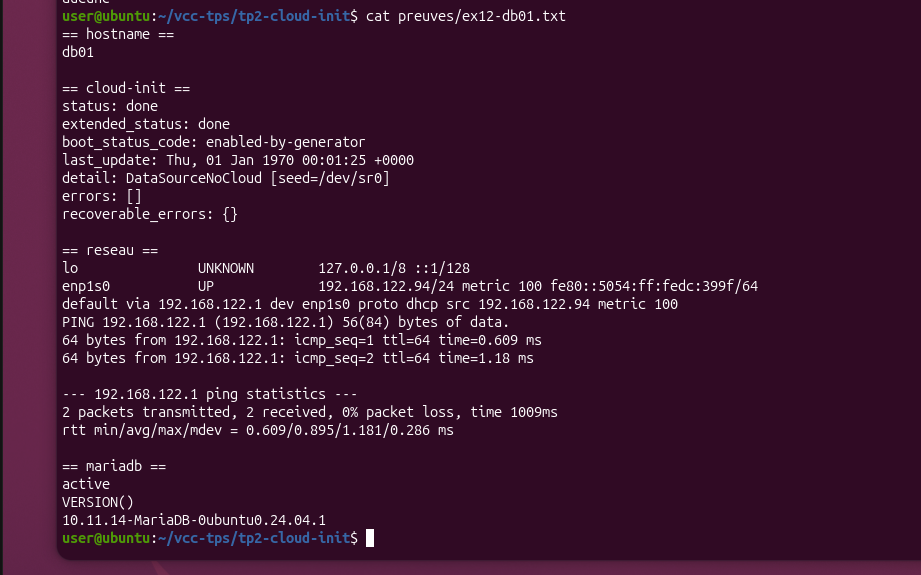 user@ubuntu:~/vcc-tps/tp2-cloud-init$ cat preuves/ex12-db01.txt
== hostname ==
db01

== cloud-init ==
status: done
extended_status: done
boot_status_code: enabled-by-generator
last_update: Thu, 01 Jan 1970 00:01:25 +0000
detail: DataSourceNoCloud [seed=/dev/sr0]
errors: []
recoverable_errors: {}

== reseau ==
lo               UNKNOWN        127.0.0.1/8 ::1/128
enp1s0           UP             192.168.122.94/24 metric 100 fe80::5054:ff:fedc:399f/64
default via 192.168.122.1 dev enp1s0 proto dhcp src 192.168.122.94 metric 100
PING 192.168.122.1 (192.168.122.1) 56(84) bytes of data.
64 bytes from 192.168.122.1: icmp_seq=1 ttl=64 time=0.609 ms
64 bytes from 192.168.122.1: icmp_seq=2 ttl=64 time=1.18 ms

--- 192.168.122.1 ping statistics ---
2 packets transmitted, 2 received, 0% packet loss, time 1009ms
rtt min/avg/max/mdev = 0.609/0.895/1.181/0.286 ms

== mariadb ==
active
VERSION()
10.11.14-MariaDB-0ubuntu0.24.04.1
user@ubuntu:~/vcc-tps/tp2-cloud-init$